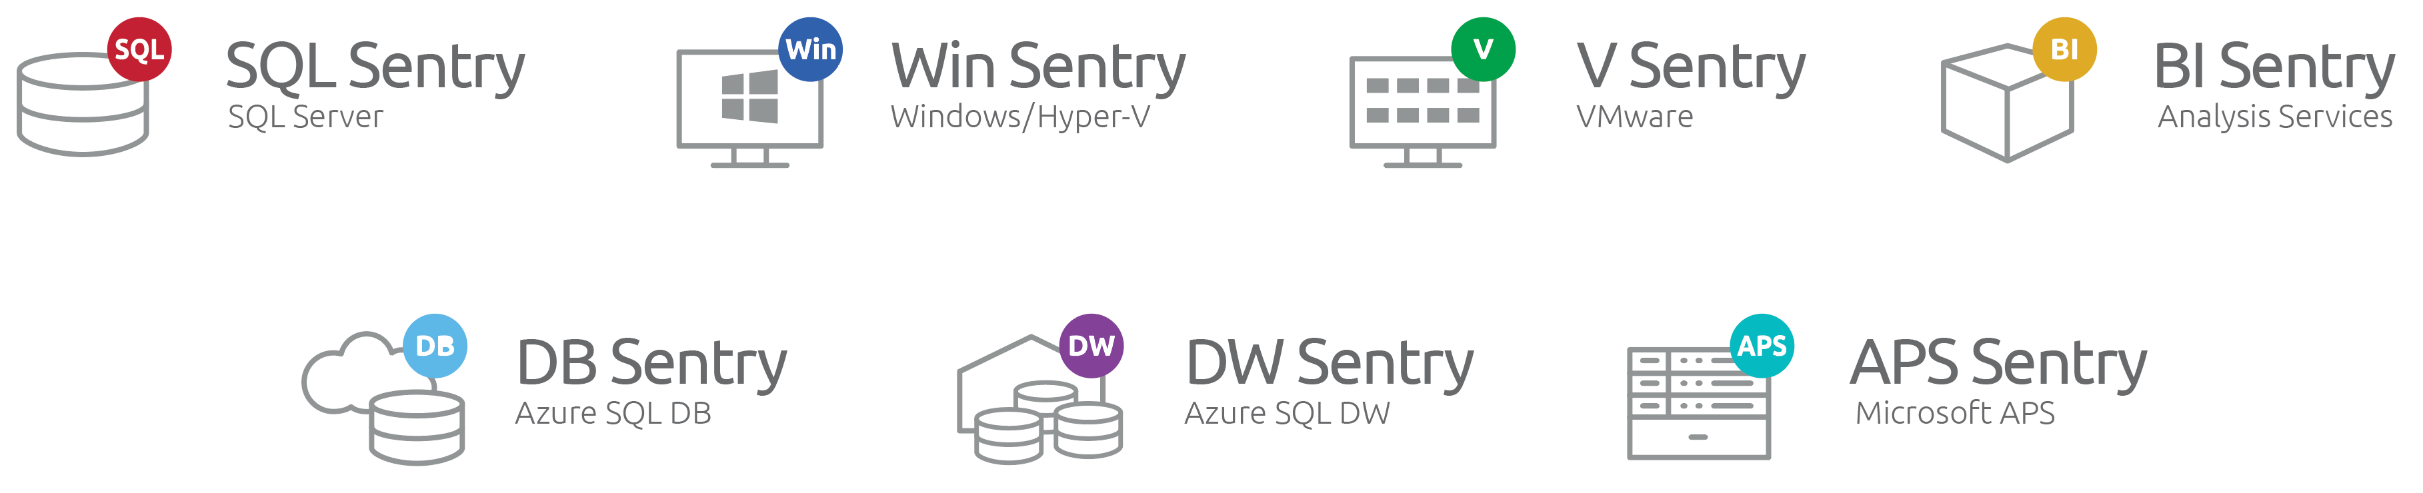 SQL
SQL Sentry
SQL Server
Win
Win Sentry
Windows/Hyper-V
V
V Sentry
VMware
BI
BI Sentry
Analysis Services
DB
DB Sentry
Azure SQL DB
DW
DW Sentry
Azure SQL DW
APS
APS Sentry
Microsoft APS